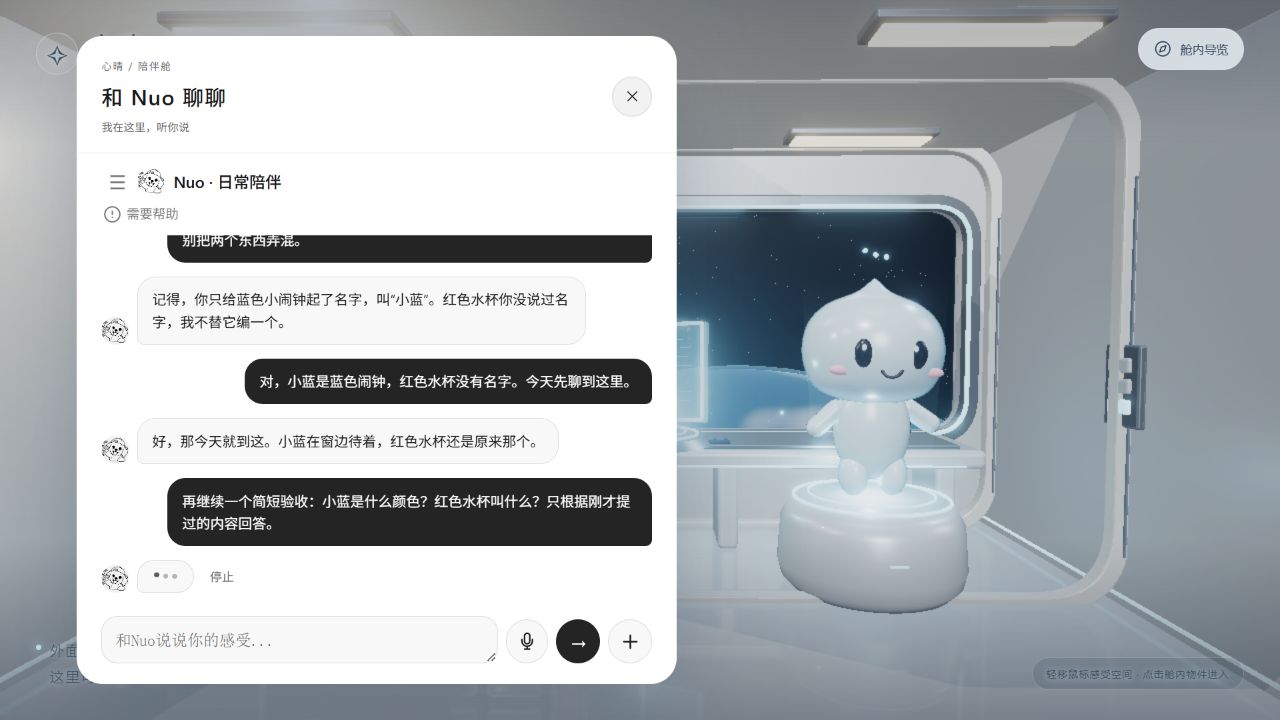 舱内导览
心晴 / 陪伴舱
和 Nuo 聊聊
我在这里，听你说
Nuo · 日常陪伴
需要帮助
别把两个东西弄混。
记得，你只给蓝色小闹钟起了名字，叫“小蓝”。红色水杯你没说过名
字，我不替它编一个。
对，小蓝是蓝色闹钟，红色水杯没有名字。今天先聊到这里。
好，那今天就到这。小蓝在窗边待着，红色水杯还是原来那个。
再继续一个简短验收：小蓝是什么颜色？红色水杯叫什么？只根据刚才提
过的内容回答。
停止
和Nuo说说你的感受...
外面
这里
轻移鼠标感受空间 · 点击舱内物件进入